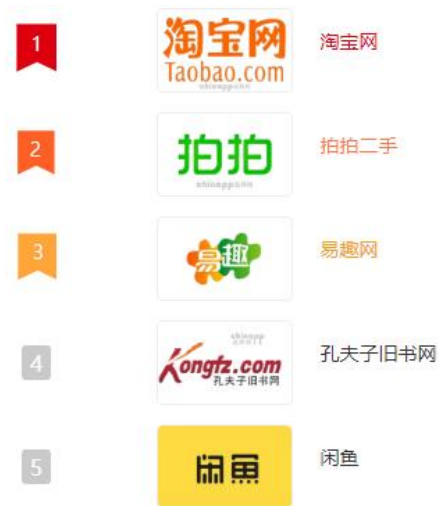 1
淘宝网
Taobao.com
淘宝网
2
拍拍
拍拍二手
3
易趣
易趣网
4
Kongfz.com
孔夫子旧书网
孔夫子旧书网
5
闲鱼
闲鱼